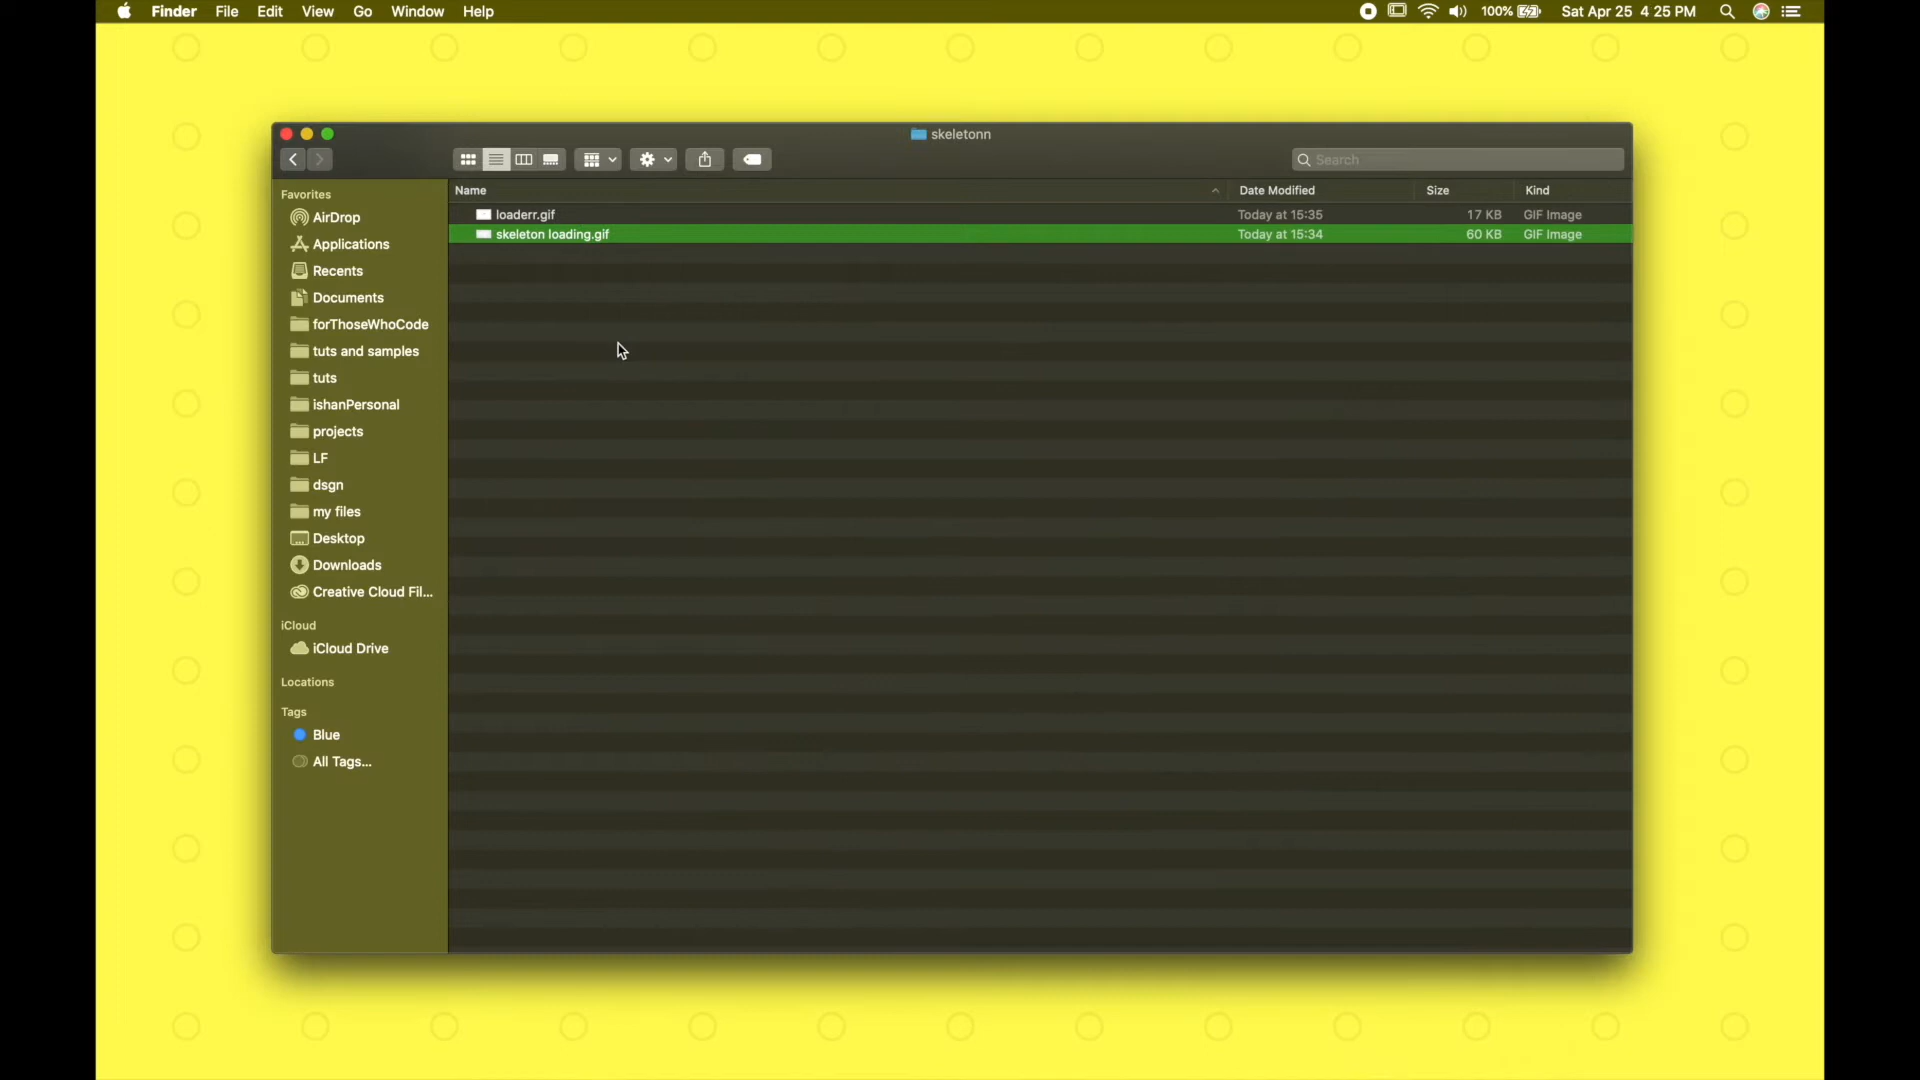 Finder File Edit View Go Window Help 100% Sat Apr 25 4 25 PM
skeletonn
Search
Favorites
AirDrop
Applications
Recents
Documents
forThoseWhoCode
tuts and samples
tuts
ishanPersonal
projects
LF
dsgn
my files
Desktop
Downloads
Creative Cloud Fil...
iCloud
iCloud Drive
Locations
Tags
Blue
All Tags...
Name Date Modified Size Kind
loaderr.gif Today at 15:35 17 KB GIF Image
skeleton loading.gif Today at 15:34 60 KB GIF Image